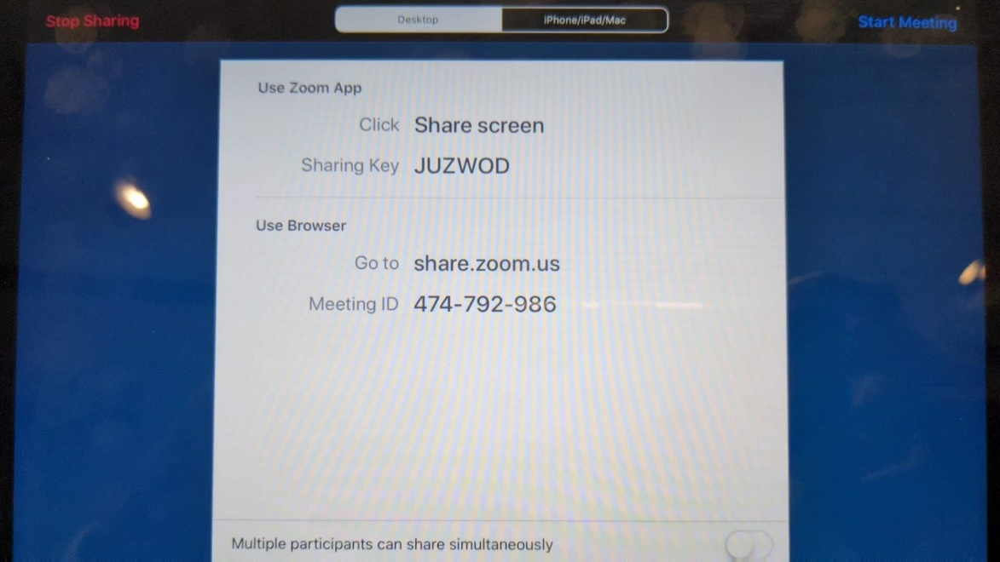 Stop Sharing Desktop iPhone/iPad/Mac Start Meeting
Use Zoom App
Click Share screen
Sharing Key JUZWOD
Use Browser
Go to share.zoom.us
Meeting ID 474-792-986
Multiple participants can share simultaneously